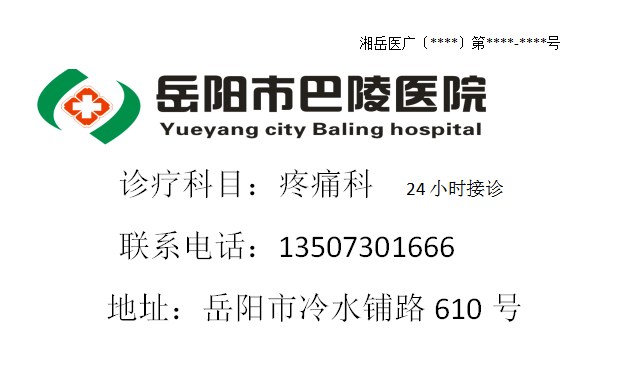 湘岳医广〔****〕第****-****号
岳阳市巴陵医院
Yueyang city Baling hospital
诊疗科目：疼痛科 24小时接诊
联系电话：13507301666
地址：岳阳市冷水铺路 610 号